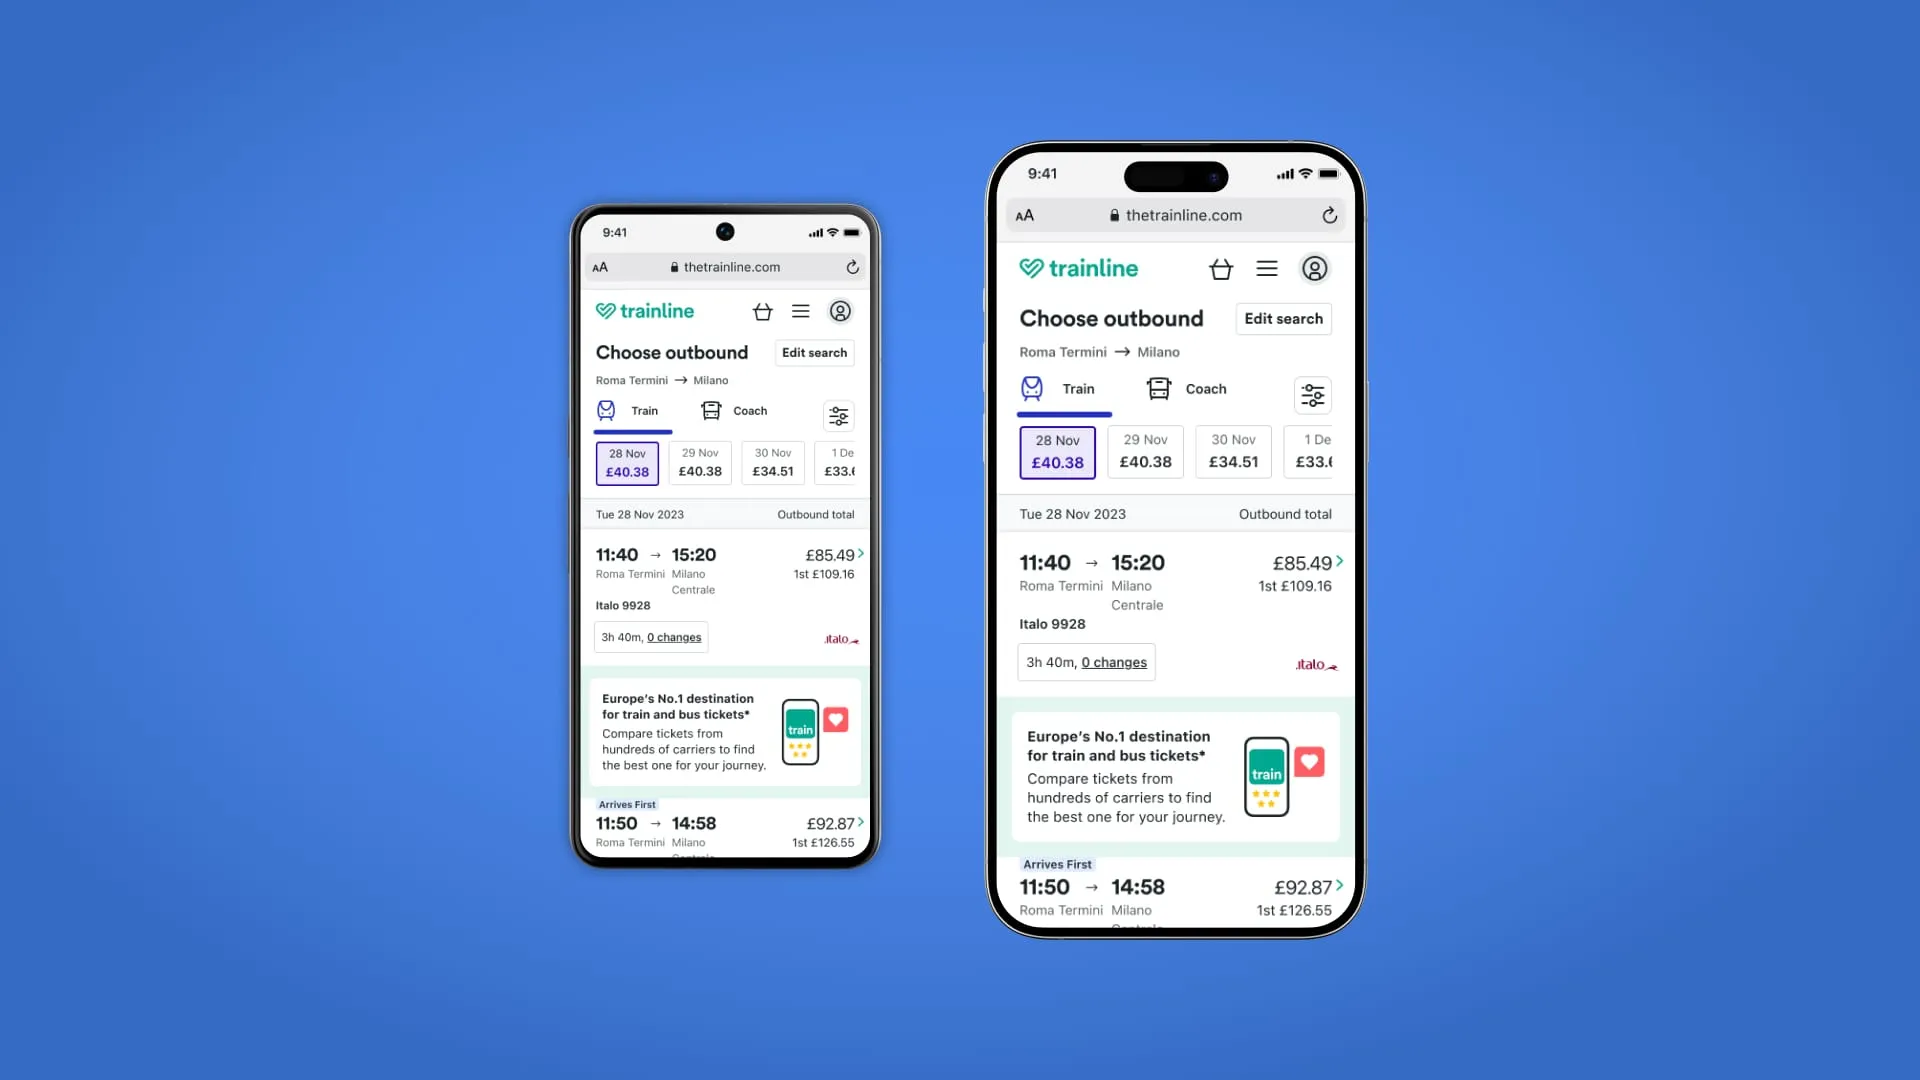 9:41
AA thetrainline.com
trainline
Choose outbound Edit search
Roma Termini → Milano
Train Coach
28 Nov 29 Nov 30 Nov 1 De
£40.38 £40.38 £34.51 £33.6
Tue 28 Nov 2023 Outbound total
11:40 → 15:20 £85.49
Roma Termini Milano 1st £109.16
Centrale
Italo 9928
3h 40m, 0 changes .italo
Europe's No.1 destination
for train and bus tickets*
train
Compare tickets from
hundreds of carriers to find
the best one for your journey.
Arrives First
11:50 → 14:58 £92.87
Roma Termini Milano 1st £126.55
9:41
AA thetrainline.com
trainline
Choose outbound Edit search
Roma Termini → Milano
Train Coach
28 Nov 29 Nov 30 Nov 1 De
£40.38 £40.38 £34.51 £33.6
Tue 28 Nov 2023 Outbound total
11:40 → 15:20 £85.49
Roma Termini Milano 1st £109.16
Centrale
Italo 9928
3h 40m, 0 changes .italo
Europe's No.1 destination
for train and bus tickets*
train
Compare tickets from
hundreds of carriers to find
the best one for your journey.
Arrives First
11:50 → 14:58 £92.87
Roma Termini Milano 1st £126.55